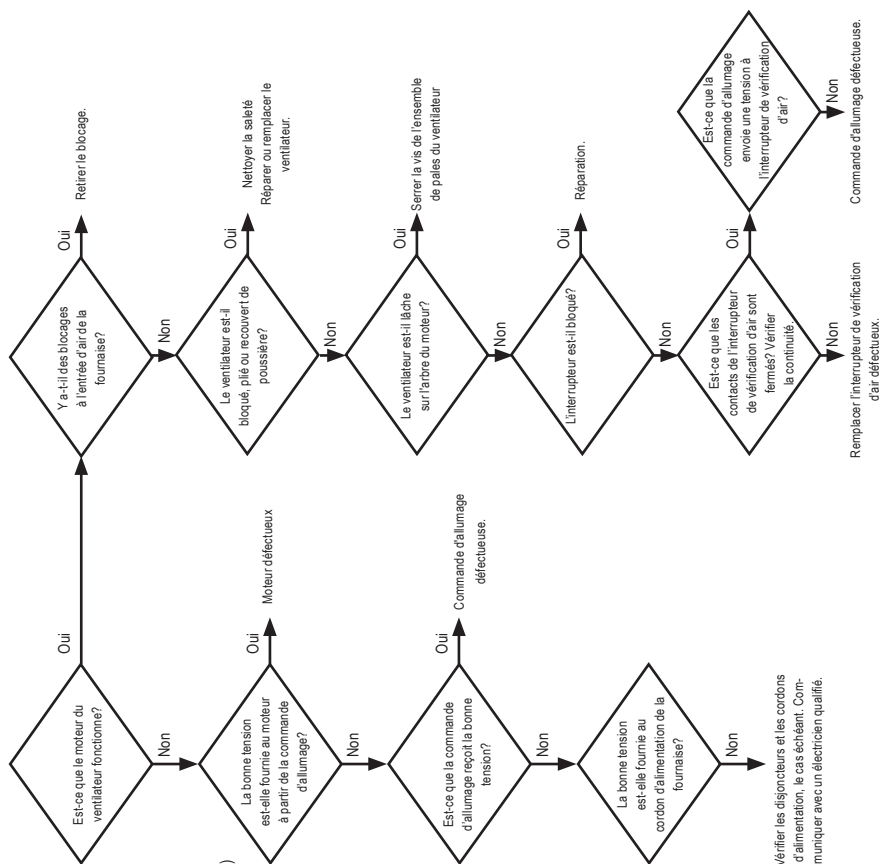 Est-ce que le moteur du
ventilateur fonctionne?
Oui
Non
La bonne tension
est-elle fournie au moteur
à partir de la commande
d'allumage?
Oui
Moteur défectueux
Non
Est-ce que la commande
d'allumage reçoit la bonne
tension?
Oui
Commande d'allumage
défectueuse.
Non
La bonne tension
est-elle fournie au
cordon d'alimentation de la
fournaise?
Non
Vérifier les disjoncteurs et les cordons
d'alimentation, le cas échéant. Com-
muniquer avec un électricien qualifié.
Y a-t-il des blocages
à l'entrée d'air de la
fournaise?
Oui
Retirer le blocage.
Non
Le ventilateur est-il
bloqué, plié ou recouvert de
poussière?
Oui
Nettoyer la saleté
Réparer ou remplacer le
ventilateur.
Non
Le ventilateur est-il lâche
sur l'arbre du moteur?
Oui
Serrer la vis de l'ensemble
de pales du ventilateur
Non
L'interrupteur est-il bloqué?
Oui
Réparation.
Non
Est-ce que les
contacts de l'interrupteur
de vérification d'air sont
fermés? Vérifier
la continuité.
Oui
Non
Remplacer l'interrupteur de vérification
d'air défectueux.
Est-ce que la
commande d'allumage
envoie une tension à
l'interrupteur de vérification
d'air?
Non
Commande d'allumage défectueuse.
)